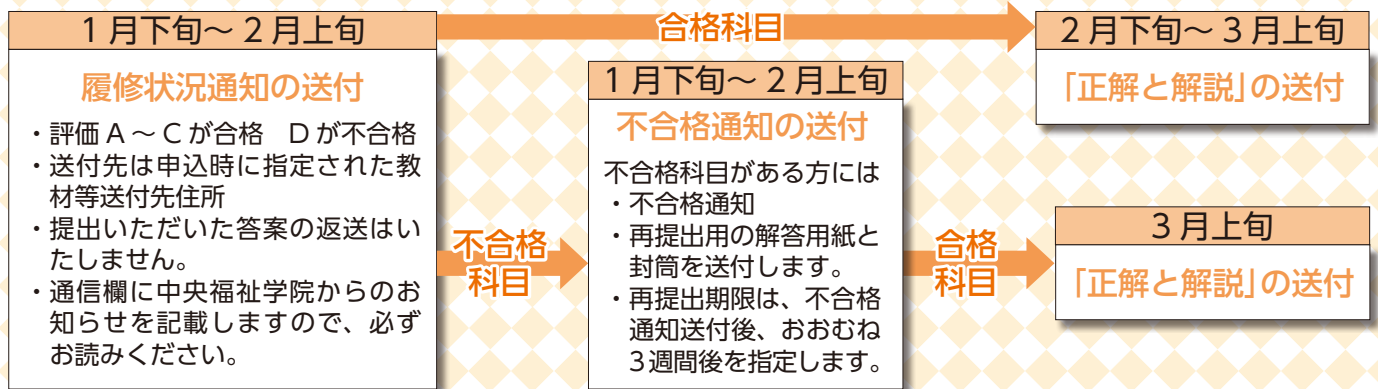 1月下旬～2月上旬
履修状況通知の送付
・評価A～Cが合格　Dが不合格
・送付先は申込時に指定された教
材等送付先住所
・提出いただいた答案の返送はい
たしません。
・通信欄に中央福祉学院からのお
知らせを記載しますので、必ず
お読みください。
合格科目
2月下旬～3月上旬
「正解と解説」の送付
不合格
科目
1月下旬～2月上旬
不合格通知の送付
不合格科目がある方には
・不合格通知
・再提出用の解答用紙と
封筒を送付します。
・再提出期限は、不合格
通知送付後、おおむね
3週間後を指定します。
合格
科目
3月上旬
「正解と解説」の送付